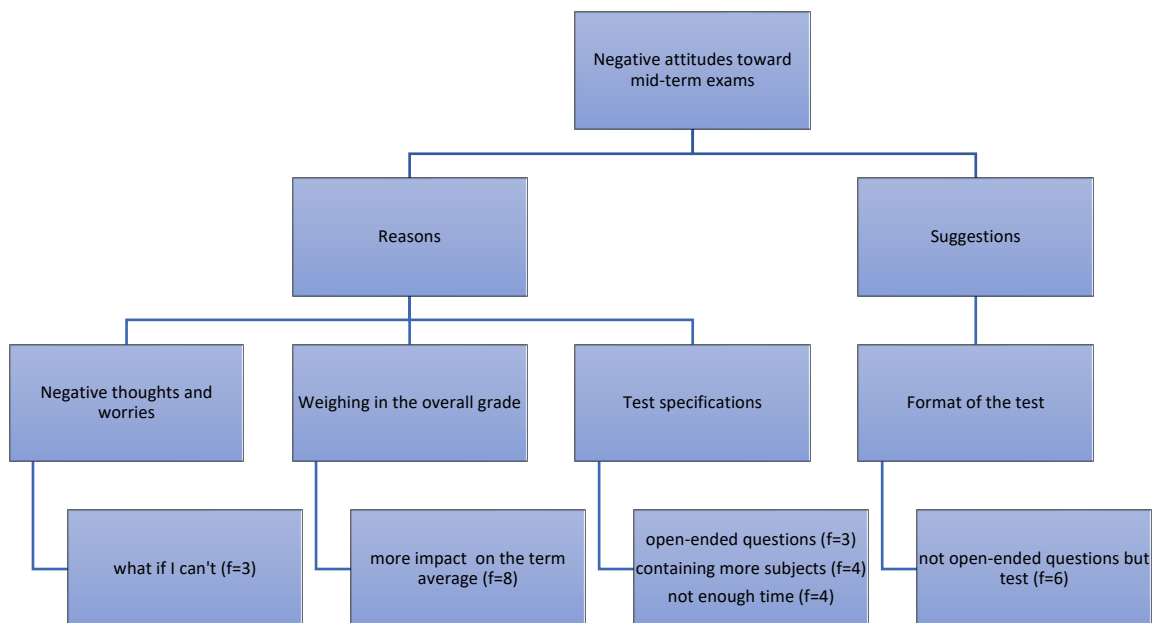 Negative attitudes toward
mid-term exams
Reasons
Suggestions
Negative thoughts and
worries
Weighing in the overall grade
Test specifications
Format of the test
what if I can't (f=3)
more impact  on the term
average (f=8)
open-ended questions (f=3)
containing more subjects (f=4)
not enough time (f=4)
not open-ended questions but
test (f=6)